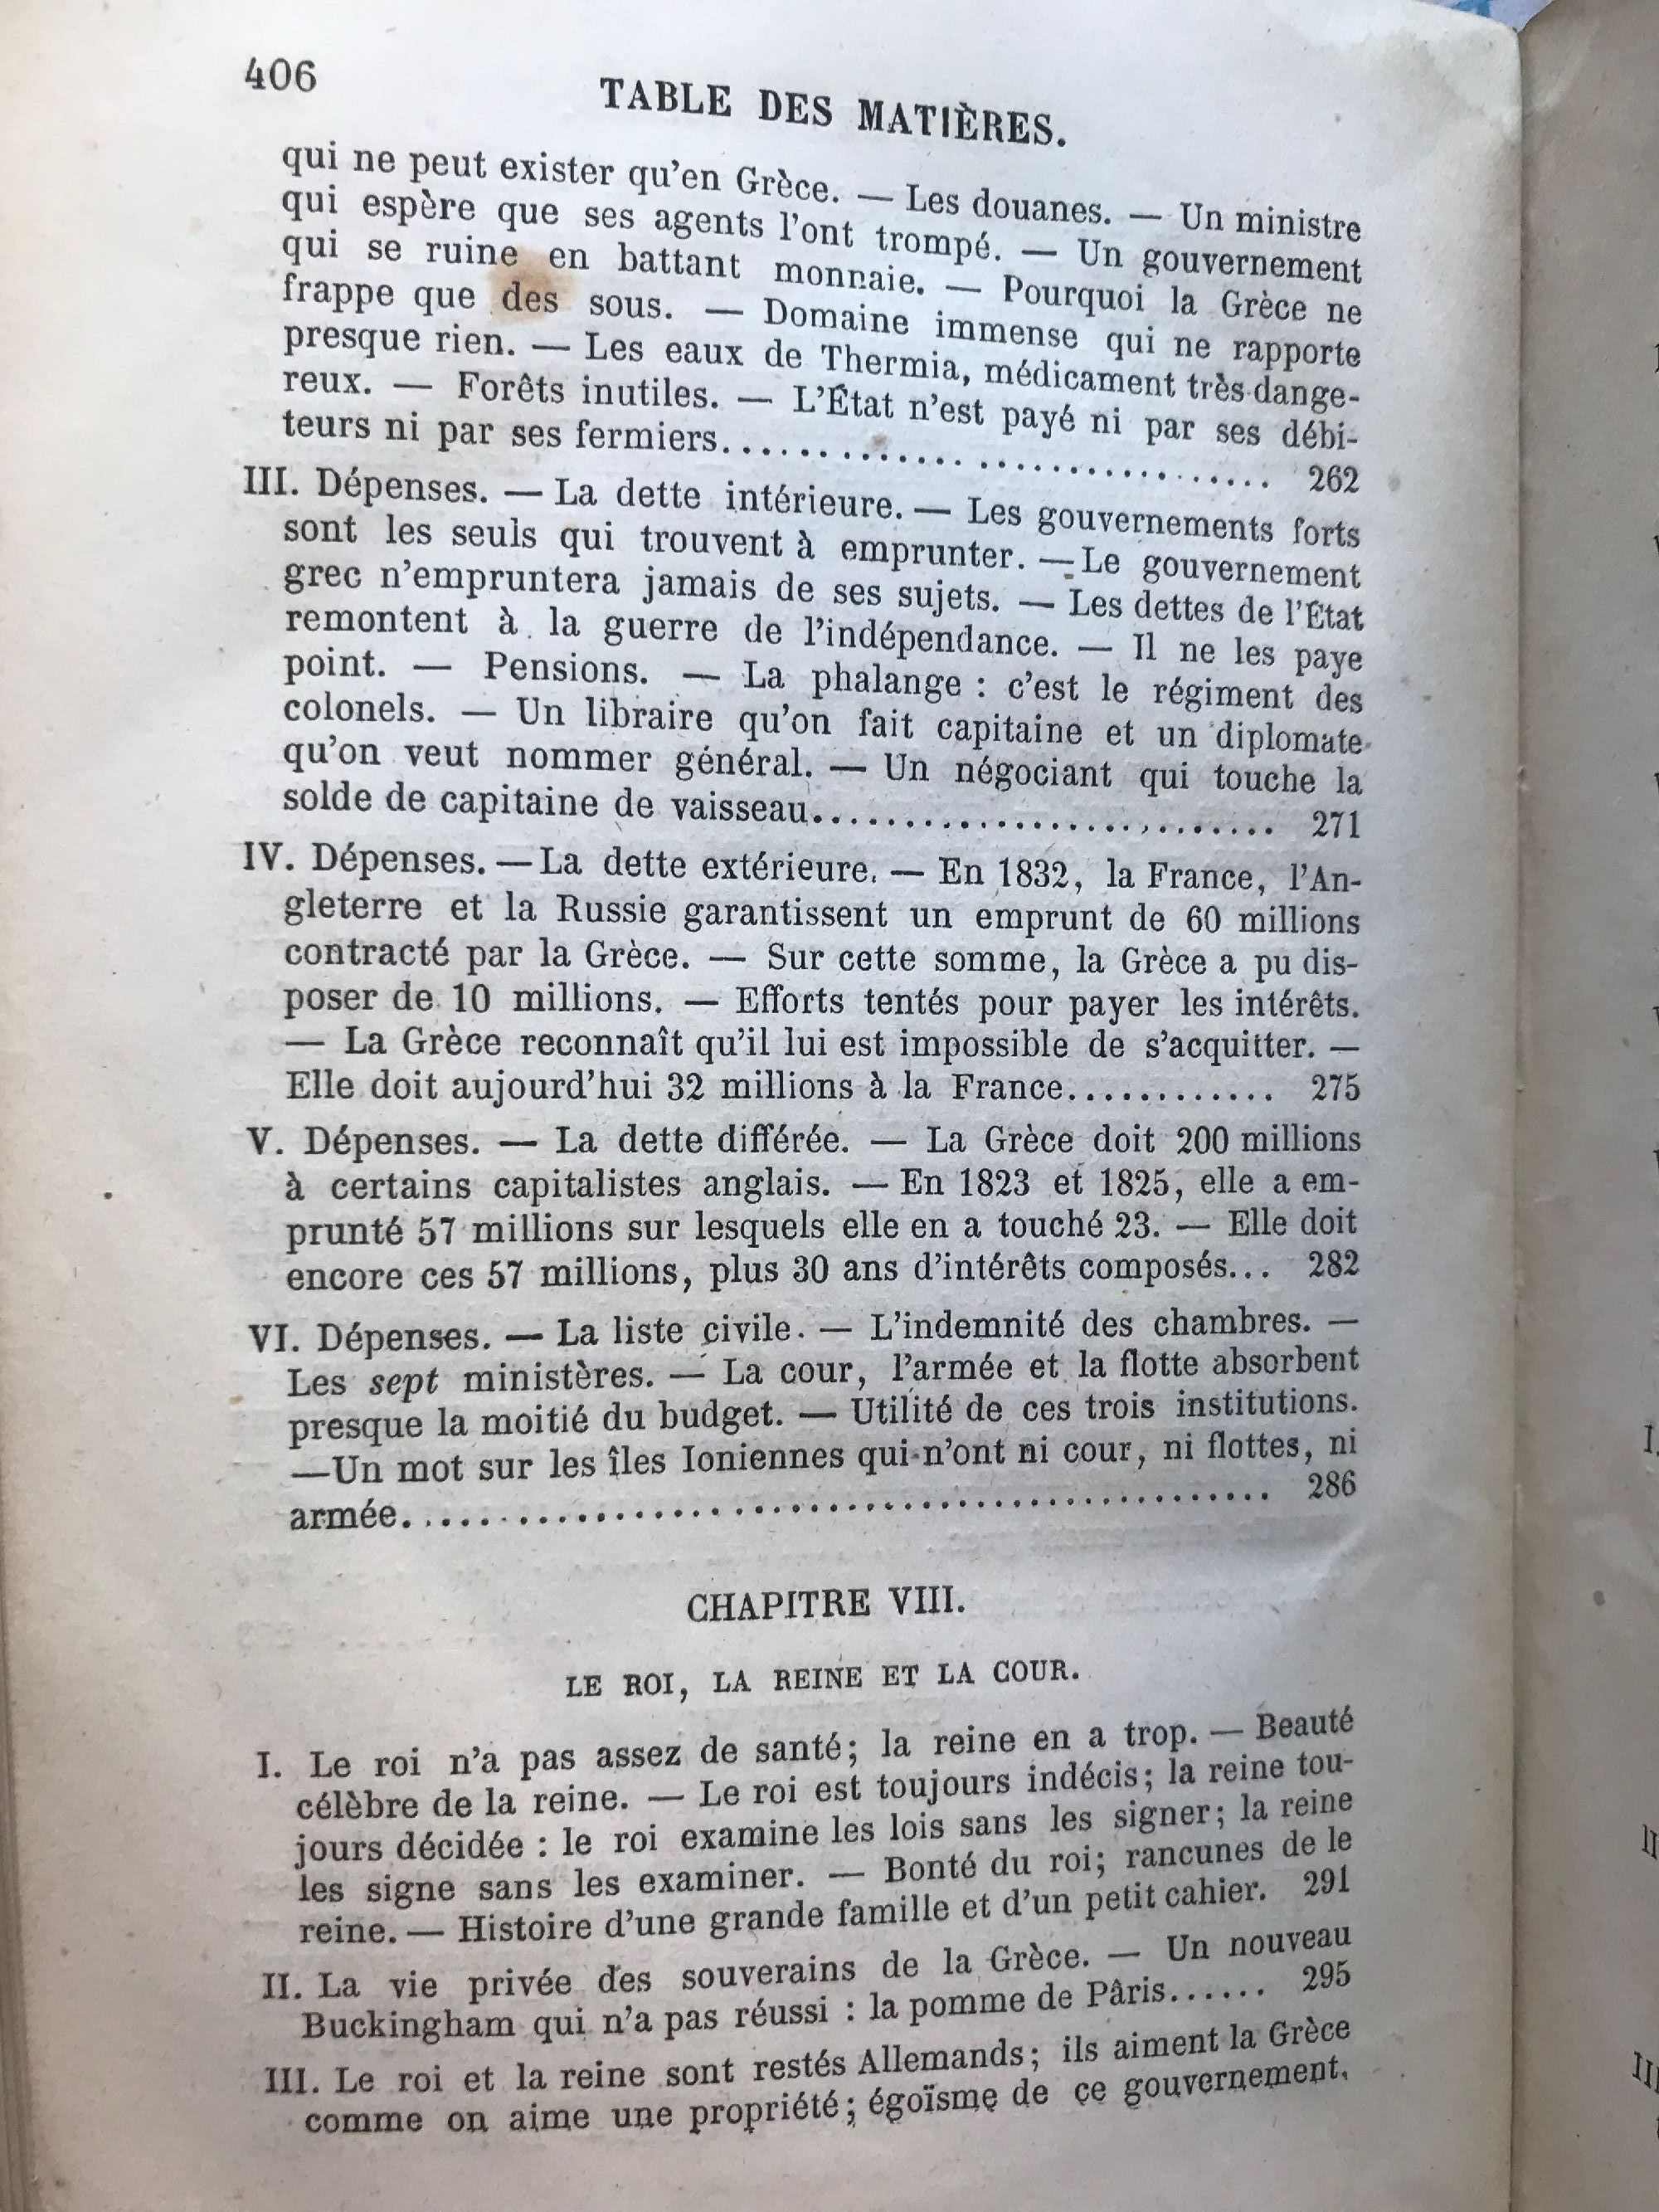 406
TABLE DES MATIÈRES.
qui ne peut exister qu'en Grèce. — Les douanes. — Un ministre
qui espère que ses agents l'ont trompé. — Un gouvernement
qui se ruine en battant monnaie. — Pourquoi la Grèce ne
frappe que des sous. — Domaine immense qui ne rapporte
presque rien. — Les eaux de Thermia, médicament très-dange-
reux. — Forêts inutiles. — L'État n'est payé ni par ses débi-
teurs ni par ses fermiers................................ 262
III. Dépenses. — La dette intérieure. — Les gouvernements forts
sont les seuls qui trouvent à emprunter. — Le gouvernement
grec n'empruntera jamais de ses sujets. — Les dettes de l'État
remontent à la guerre de l'indépendance. — Il ne les paye
point. — Pensions. — La phalange : c'est le régiment des
colonels. — Un libraire qu'on fait capitaine et un diplomate
qu'on veut nommer général. — Un négociant qui touche la
solde de capitaine de vaisseau........................... 271
IV. Dépenses. — La dette extérieure. — En 1832, la France, l'An-
gleterre et la Russie garantissent un emprunt de 60 millions
contracté par la Grèce. — Sur cette somme, la Grèce a pu dis-
poser de 10 millions. — Efforts tentés pour payer les intérêts.
— La Grèce reconnaît qu'il lui est impossible de s'acquitter. —
Elle doit aujourd'hui 32 millions à la France............ 275
V. Dépenses. — La dette différée. — La Grèce doit 200 millions
à certains capitalistes anglais. — En 1823 et 1825, elle a em-
prunté 57 millions sur lesquels elle en a touché 23. — Elle doit
encore ces 57 millions, plus 30 ans d'intérêts composés... 282
VI. Dépenses. — La liste civile. — L'indemnité des chambres. —
Les sept ministères. — La cour, l'armée et la flotte absorbent
presque la moitié du budget. — Utilité de ces trois institutions.
— Un mot sur les îles Ioniennes qui n'ont ni cour, ni flottes, ni
armée................................................ 286
CHAPITRE VIII.
LE ROI, LA REINE ET LA COUR.
I. Le roi n'a pas assez de santé; la reine en a trop. — Beauté
célèbre de la reine. — Le roi est toujours indécis; la reine tou-
jours décidée : le roi examine les lois sans les signer; la reine
les signe sans les examiner. — Bonté du roi; rancunes de le
reine. — Histoire d'une grande famille et d'un petit cahier. 291
II. La vie privée des souverains de la Grèce. — Un nouveau
Buckingham qui n'a pas réussi : la pomme de Pâris...... 295
III. Le roi et la reine sont restés Allemands; ils aiment la Grèce
comme on aime une propriété; égoïsme de ce gouvernement.